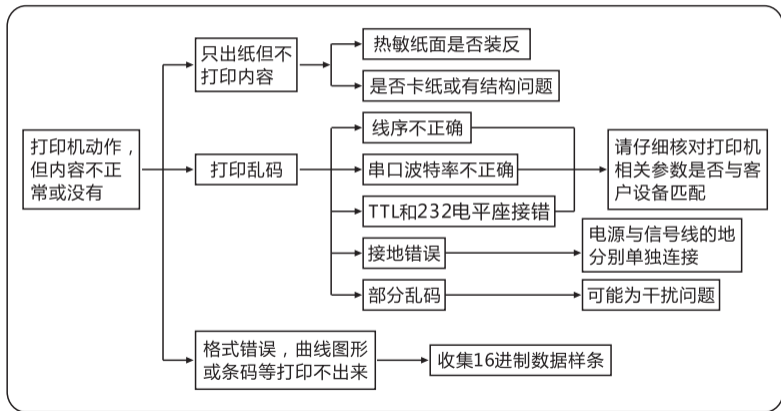 打印机动作，
但内容不正
常或没有
只出纸但不
打印内容
热敏纸面是否装反
是否卡纸或有结构问题
打印乱码
线序不正确
串口波特率不正确
TTL和232电平座接错
请仔细核对打印机
相关参数是否与客
户设备匹配
接地错误
电源与信号线的地
分别单独连接
部分乱码
可能为干扰问题
格式错误，曲线图形
或条码等打印不出来
收集16进制数据样条